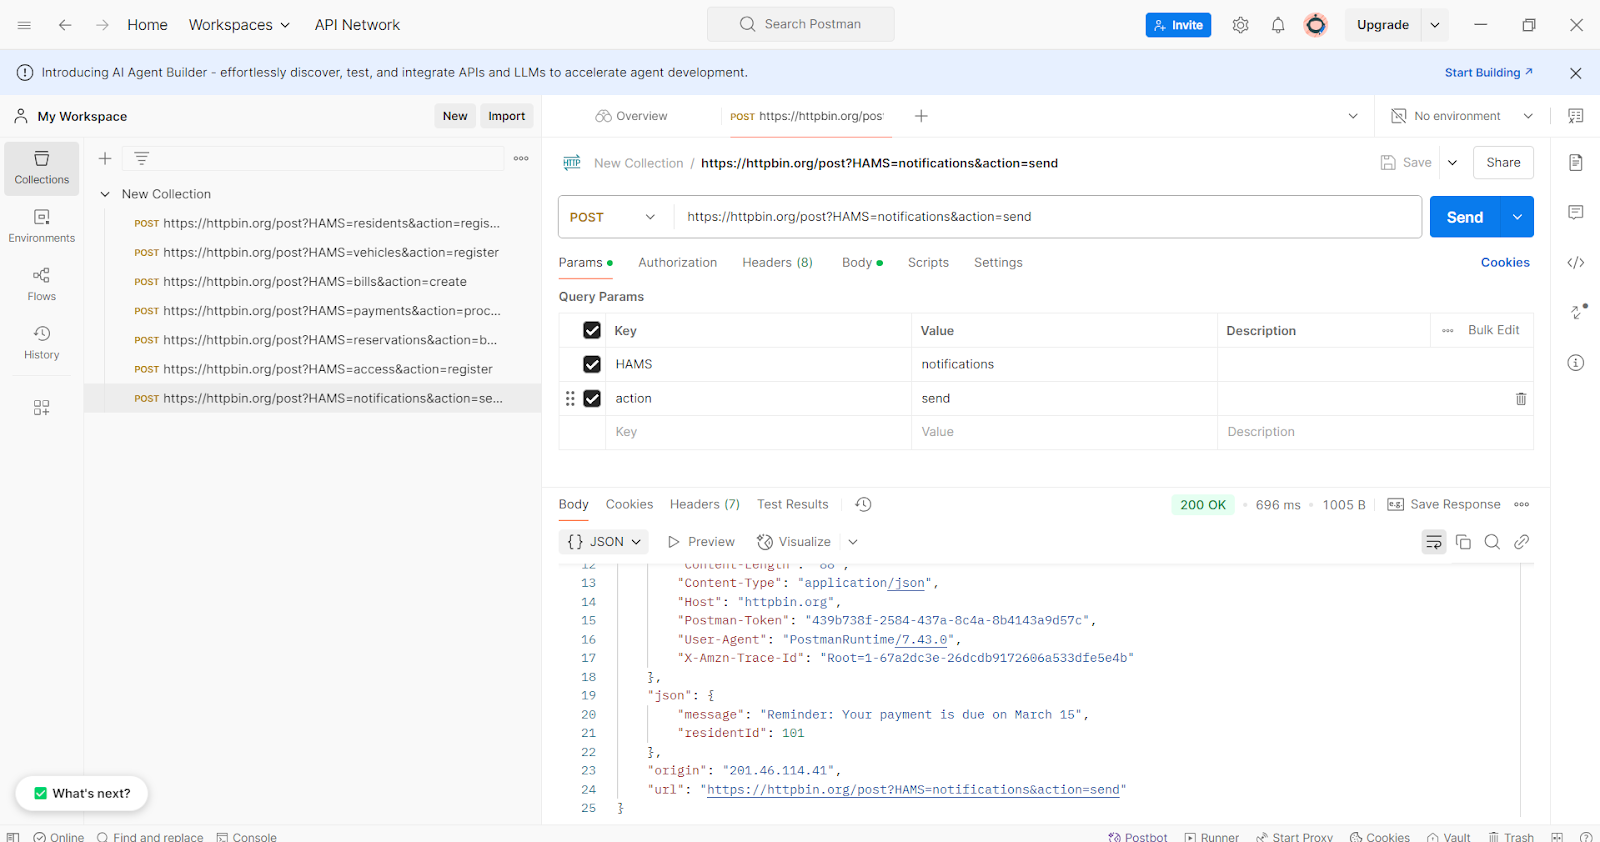 Home Workspaces API Network Search Postman Invite Upgrade
Introducing AI Agent Builder - effortlessly discover, test, and integrate APIs and LLMs to accelerate agent development. Start Building ↗
My Workspace New Import Overview POST https://httpbin.org/pos No environment
Collections
Environments
Flows
History
New Collection
POST https://httpbin.org/post?HAMS=residents&action=regis...
POST https://httpbin.org/post?HAMS=vehicles&action=register
POST https://httpbin.org/post?HAMS=bills&action=create
POST https://httpbin.org/post?HAMS=payments&action=proc...
POST https://httpbin.org/post?HAMS=reservations&action=b...
POST https://httpbin.org/post?HAMS=access&action=register
POST https://httpbin.org/post?HAMS=notifications&action=se...
What's next?
HTTP New Collection / https://httpbin.org/post?HAMS=notifications&action=send Save Share
POST https://httpbin.org/post?HAMS=notifications&action=send Send
Params Authorization Headers (8) Body Scripts Settings Cookies
Query Params
Key Value Description Bulk Edit
HAMS notifications
action send
Key Value Description
Body Cookies Headers (7) Test Results 200 OK 696 ms 1005 B e.g. Save Response
{} JSON Preview Visualize
12 "Content-Length": "88",
13 "Content-Type": "application/json",
14 "Host": "httpbin.org",
15 "Postman-Token": "439b738f-2584-437a-8c4a-8b4143a9d57c",
16 "User-Agent": "PostmanRuntime/7.43.0",
17 "X-Amzn-Trace-Id": "Root=1-67a2dc3e-26dcdb9172606a533dfe5e4b"
18 },
19 "json": {
20 "message": "Reminder: Your payment is due on March 15",
21 "residentId": 101
22 },
23 "origin": "201.46.114.41",
24 "url": "https://httpbin.org/post?HAMS=notifications&action=send"
25 }
Online Find and replace Console Postbot Runner Start Proxy Cookies Vault Trash